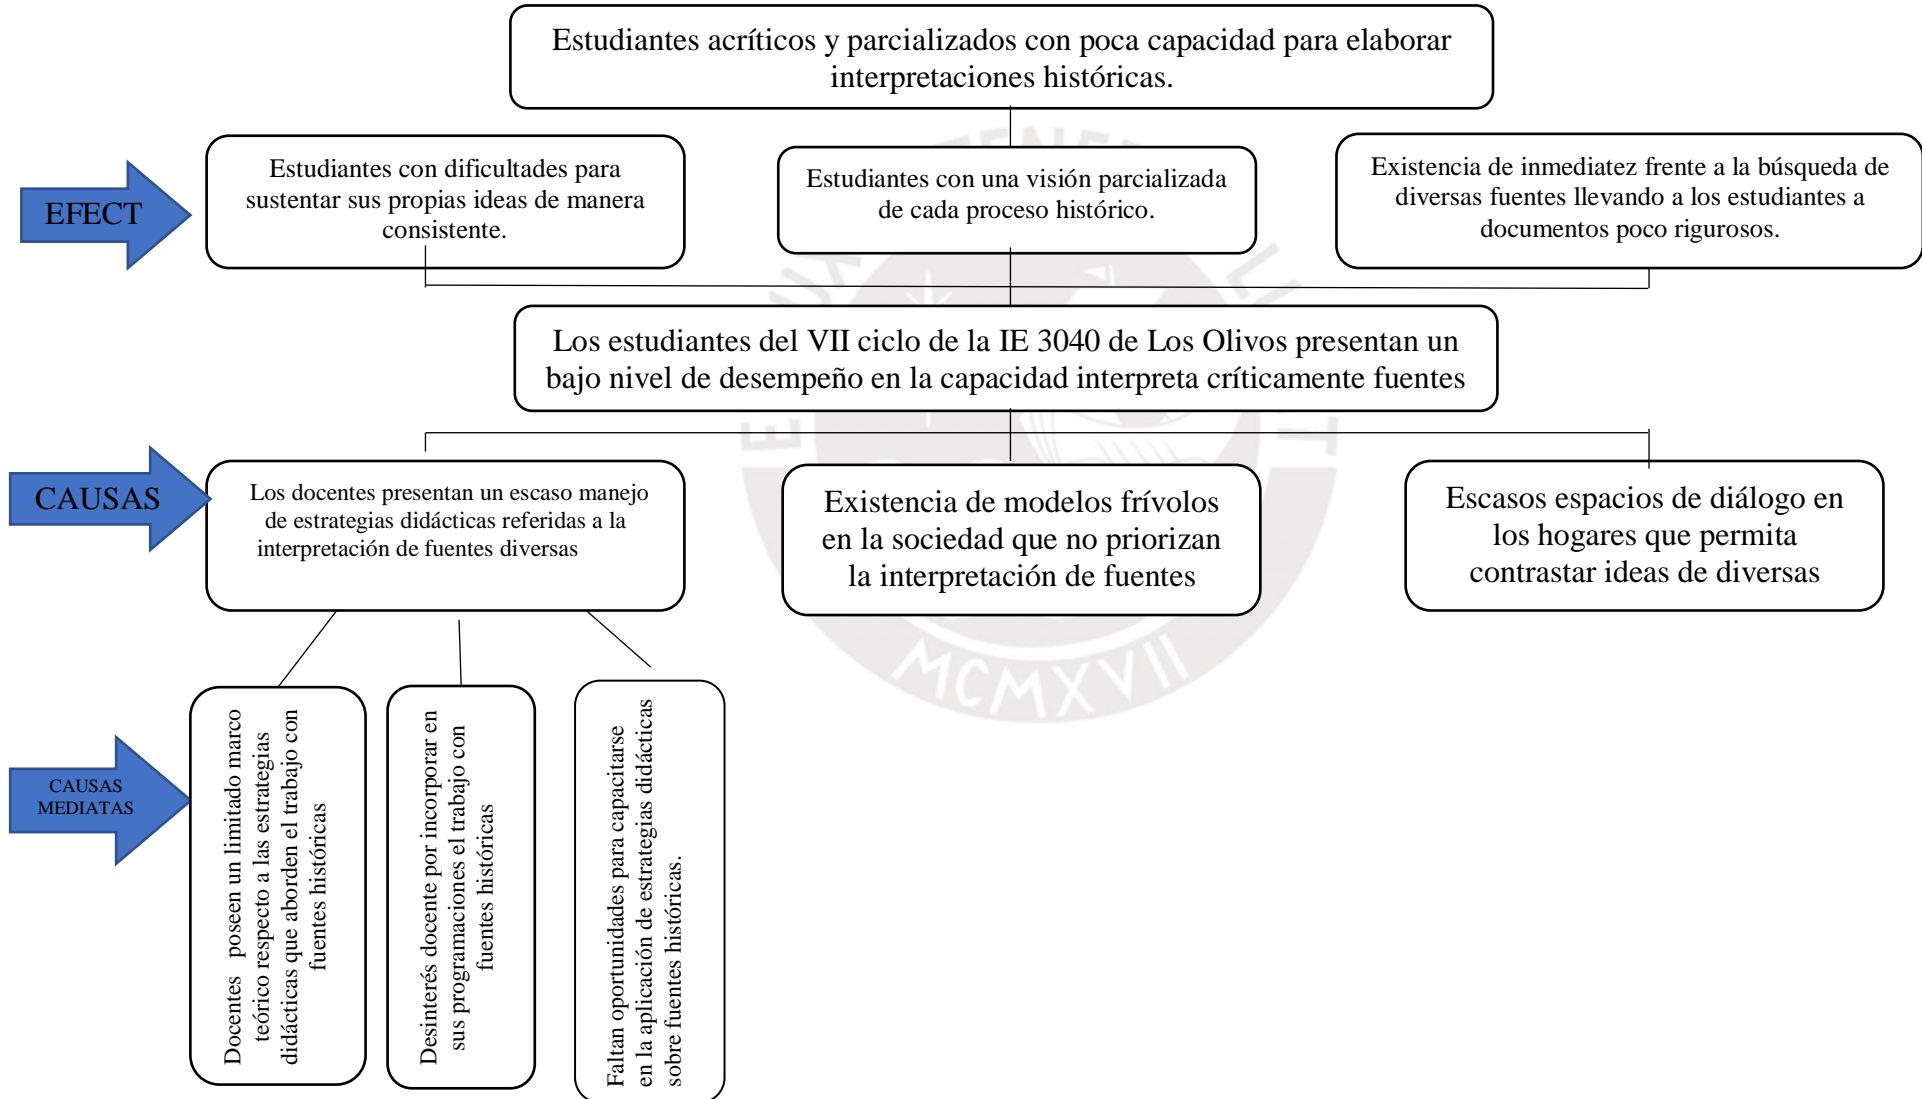 Estudiantes acríticos y parcializados con poca capacidad para elaborar
interpretaciones históricas.
EFECT
Estudiantes con dificultades para
sustentar sus propias ideas de manera
consistente.
Estudiantes con una visión parcializada
de cada proceso histórico.
Existencia de inmediatez frente a la búsqueda de
diversas fuentes llevando a los estudiantes a
documentos poco rigurosos.
Los estudiantes del VII ciclo de la IE 3040 de Los Olivos presentan un
bajo nivel de desempeño en la capacidad interpreta críticamente fuentes
CAUSAS
Los docentes presentan un escaso manejo
de estrategias didácticas referidas a la
interpretación de fuentes diversas
Existencia de modelos frívolos
en la sociedad que no priorizan
la interpretación de fuentes
Escasos espacios de diálogo en
los hogares que permita
contrastar ideas de diversas
CAUSAS
MEDIATAS
Docentes poseen un limitado marco
teórico respecto a las estrategias
didácticas que aborden el trabajo con
fuentes históricas
Desinterés docente por incorporar en
sus programaciones el trabajo con
fuentes históricas
Faltan oportunidades para capacitarse
en la aplicación de estrategias didácticas
sobre fuentes históricas.
MCMXVII